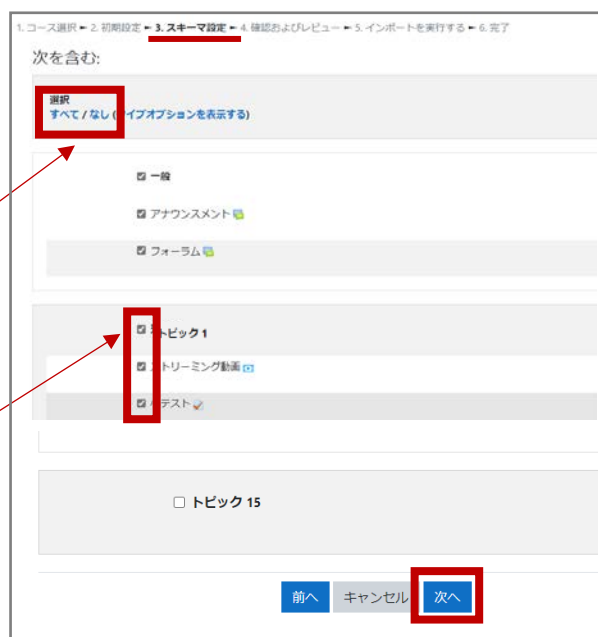 1. コース選択 ► 2. 初期設定 ► 3. スキーマ設定 ► 4. 確認およびレビュー ► 5. インポートを実行する ► 6. 完了
次を含む:
選択
すべて / なし (イプオプションを表示する)
一般
アナウンスメント
フォーラム
トピック 1
トリーミング動画
テスト
トピック 15
前へ キャンセル 次へ